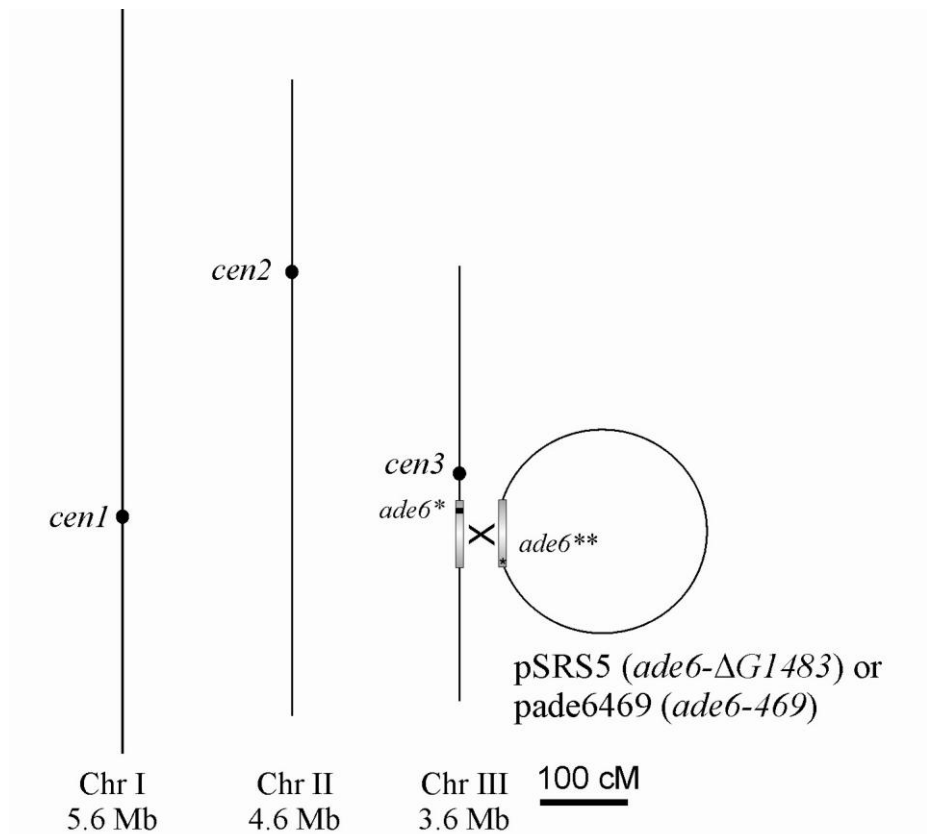 cen2
cen3
ade6*
cen1
ade6**
pSRS5 (ade6-ΔG1483) or
pade6469 (ade6-469)
Chr I
5.6 Mb
Chr II
4.6 Mb
Chr III
3.6 Mb
100 cM